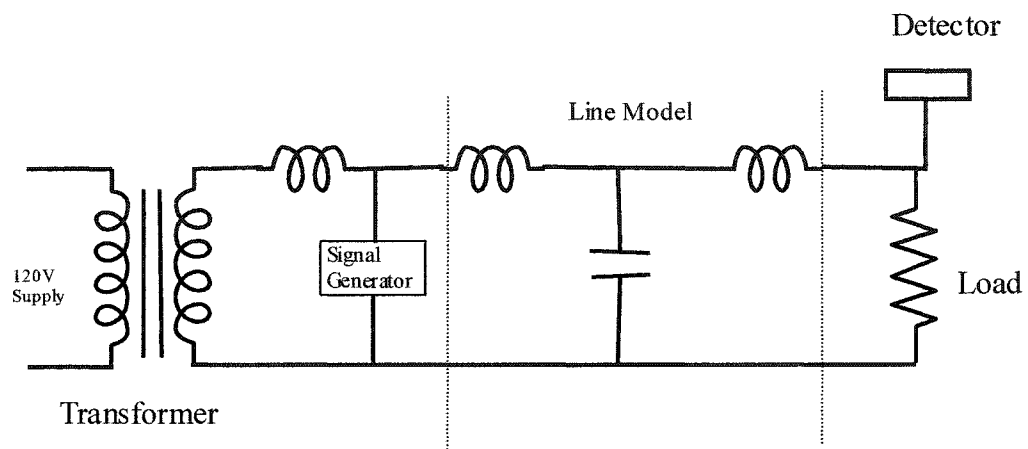 Detector
Line Model
Signal
Generator
120V
Supply
Load
Transformer